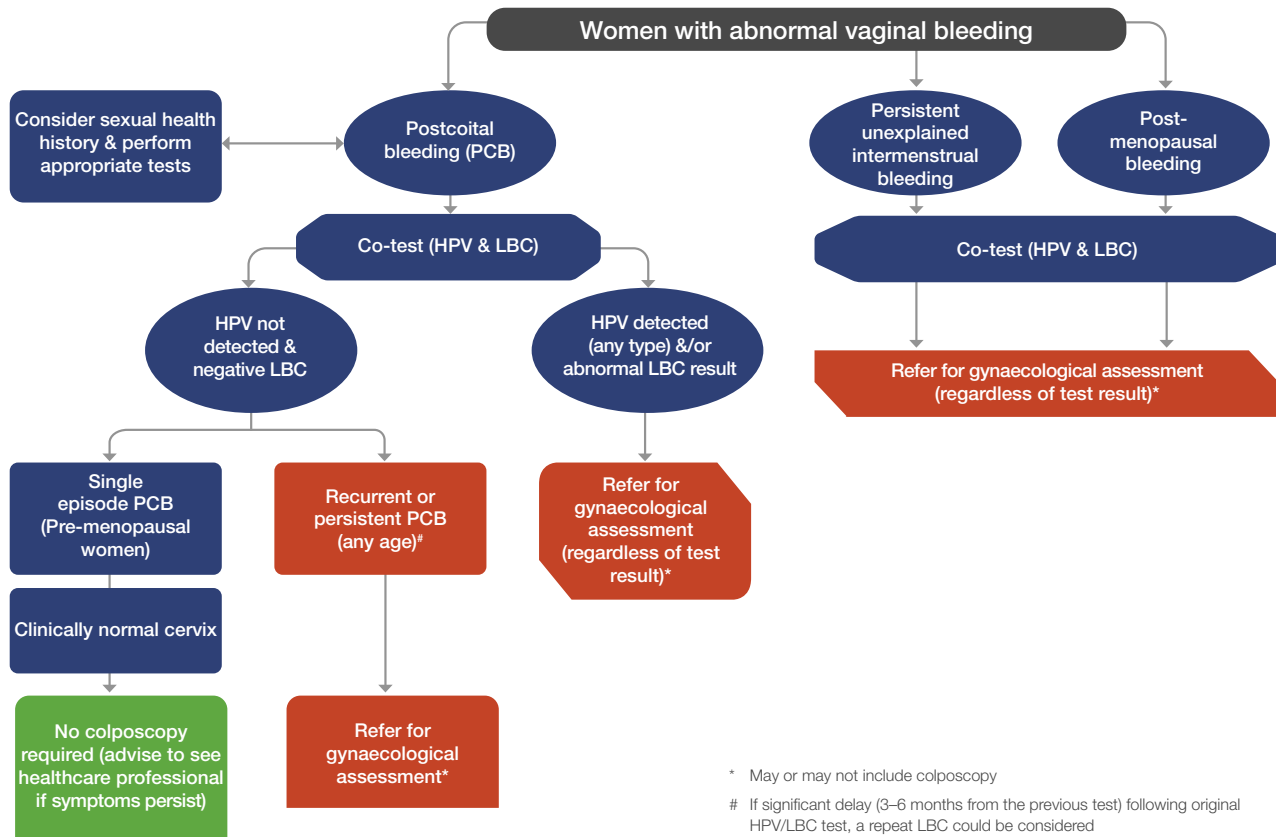 Women with abnormal vaginal bleeding
Consider sexual health
history & perform
appropriate tests
Postcoital
bleeding (PCB)
Persistent
unexplained
intermenstrual
bleeding
Post-
menopausal
bleeding
Co-test (HPV & LBC)
Co-test (HPV & LBC)
HPV not
detected &
negative LBC
HPV detected
(any type) &/or
abnormal LBC result
Refer for gynaecological assessment
(regardless of test result)*
Single
episode PCB
(Pre-menopausal
women)
Recurrent or
persistent PCB
(any age)#
Refer for
gynaecological
assessment
(regardless of test
result)*
Clinically normal cervix
No colposcopy
required (advise to see
healthcare professional
if symptoms persist)
Refer for
gynaecological
assessment*
* May or may not include colposcopy
# If significant delay (3–6 months from the previous test) following original
HPV/LBC test, a repeat LBC could be considered